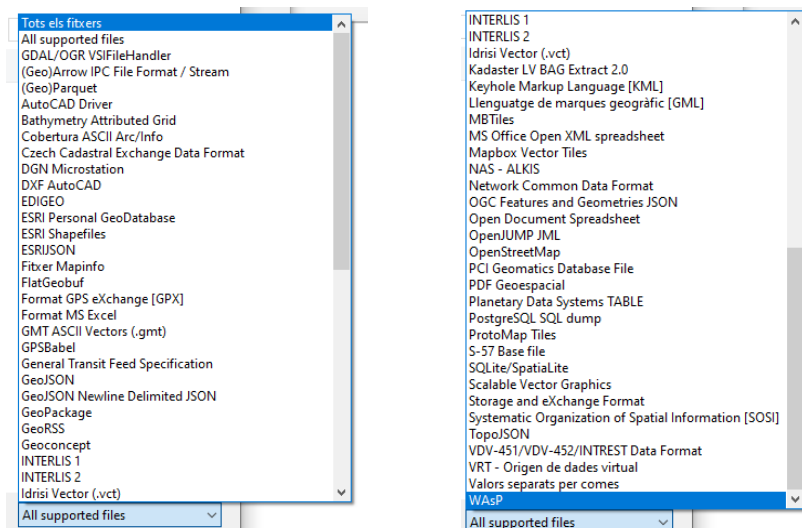 Tots els fitxers
All supported files
GDAL/OGR VSIFileHandler
(Geo)Arrow IPC File Format / Stream
(Geo)Parquet
AutoCAD Driver
Bathymetry Attributed Grid
Cobertura ASCII Arc/Info
Czech Cadastral Exchange Data Format
DGN Microstation
DXF AutoCAD
EDIGEO
ESRI Personal GeoDatabase
ESRI Shapefiles
ESRIJSON
Fitxer Mapinfo
FlatGeobuf
Format GPS eXchange [GPX]
Format MS Excel
GMT ASCII Vectors (.gmt)
GPSBabel
General Transit Feed Specification
GeoJSON
GeoJSON Newline Delimited JSON
GeoPackage
GeoRSS
Geoconcept
INTERLIS 1
INTERLIS 2
Idrisi Vector (.vct)
All supported files
INTERLIS 1
INTERLIS 2
Idrisi Vector (.vct)
Kadaster LV BAG Extract 2.0
Keyhole Markup Language [KML]
Llenguatge de marques geogràfic [GML]
MBTiles
MS Office Open XML spreadsheet
Mapbox Vector Tiles
NAS - ALKIS
Network Common Data Format
OGC Features and Geometries JSON
Open Document Spreadsheet
OpenJUMP JML
OpenStreetMap
PCI Geomatics Database File
PDF Geoespacial
Planetary Data Systems TABLE
PostgreSQL SQL dump
ProtoMap Tiles
S-57 Base file
SQLite/SpatiaLite
Scalable Vector Graphics
Storage and eXchange Format
Systematic Organization of Spatial Information [SOSI]
TopoJSON
VDV-451/VDV-452/INTREST Data Format
VRT - Origen de dades virtual
Valors separats per comes
WAsP
All supported files